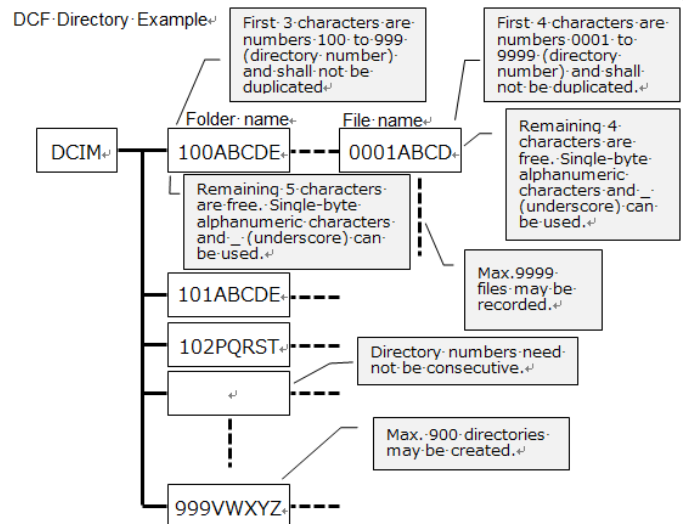 DCF Directory Example
First 3 characters are
numbers 100 to 999
(directory number)
and shall not be
duplicated
First 4 characters are
numbers 0001 to
9999 (directory
number) and shall
not be duplicated.
Folder name
File name
DCIM
100ABCDE
0001ABCD
Remaining 4
characters are
free. Single-byte
alphanumeric
characters and _
(underscore) can
be used.
Remaining 5 characters
are free. Single-byte
alphanumeric characters
and _ (underscore) can
be used.
Max.9999
files may be
recorded.
101ABCDE
102PQRST
Directory numbers need
not be consecutive.
Max. 900 directories
may be created.
999VWXYZ